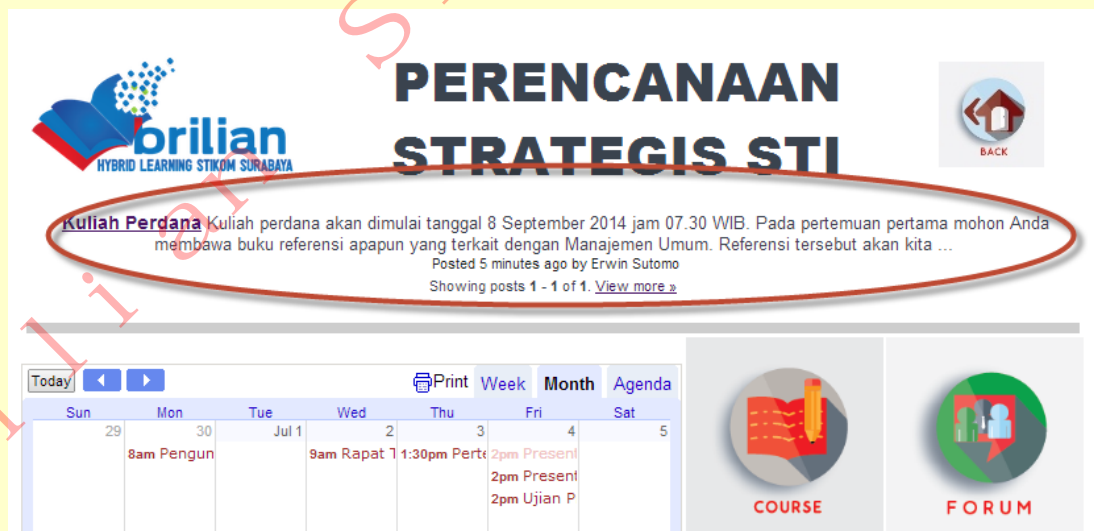 PERENCANAAN
STRATEGIS STI
brilian
HYBRID LEARNING STIKOM SURABAYA
BACK
Kuliah Perdana Kuliah perdana akan dimulai tanggal 8 September 2014 jam 07.30 WIB. Pada pertemuan pertama mohon Anda
membawa buku referensi apapun yang terkait dengan Manajemen Umum. Referensi tersebut akan kita ...
Posted 5 minutes ago by Erwin Sutomo
Showing posts 1 - 1 of 1. View more »
Today Print Week Month Agenda
Sun Mon Tue Wed Thu Fri Sat
29 30 Jul 1 2 3 4 5
8am Pengun 9am Rapat 1:30pm Perte 2pm Present
2pm Present
2pm Ujian P
COURSE FORUM